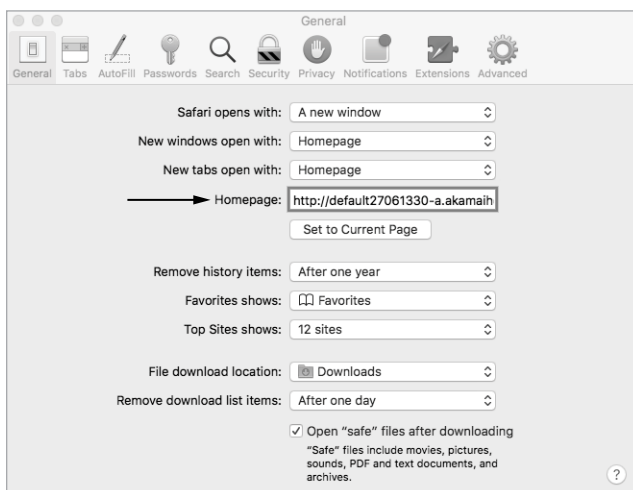 General
General Tabs AutoFill Passwords Search Security Privacy Notifications Extensions Advanced
Safari opens with: A new window
New windows open with: Homepage
New tabs open with: Homepage
Homepage: http://default27061330-a.akamaih
Set to Current Page
Remove history items: After one year
Favorites shows: Favorites
Top Sites shows: 12 sites
File download location: Downloads
Remove download list items: After one day
Open “safe” files after downloading
“Safe” files include movies, pictures,
sounds, PDF and text documents, and
archives.
?